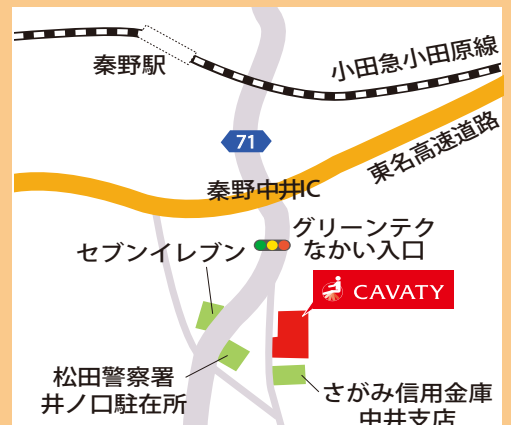 秦野駅
小田急小田原線
71
東名高速道路
秦野中井IC
グリーンテク
なかい入口
セブンイレブン
CAVATY
松田警察署
井ノ口駐在所
さがみ信用金庫
中井支店